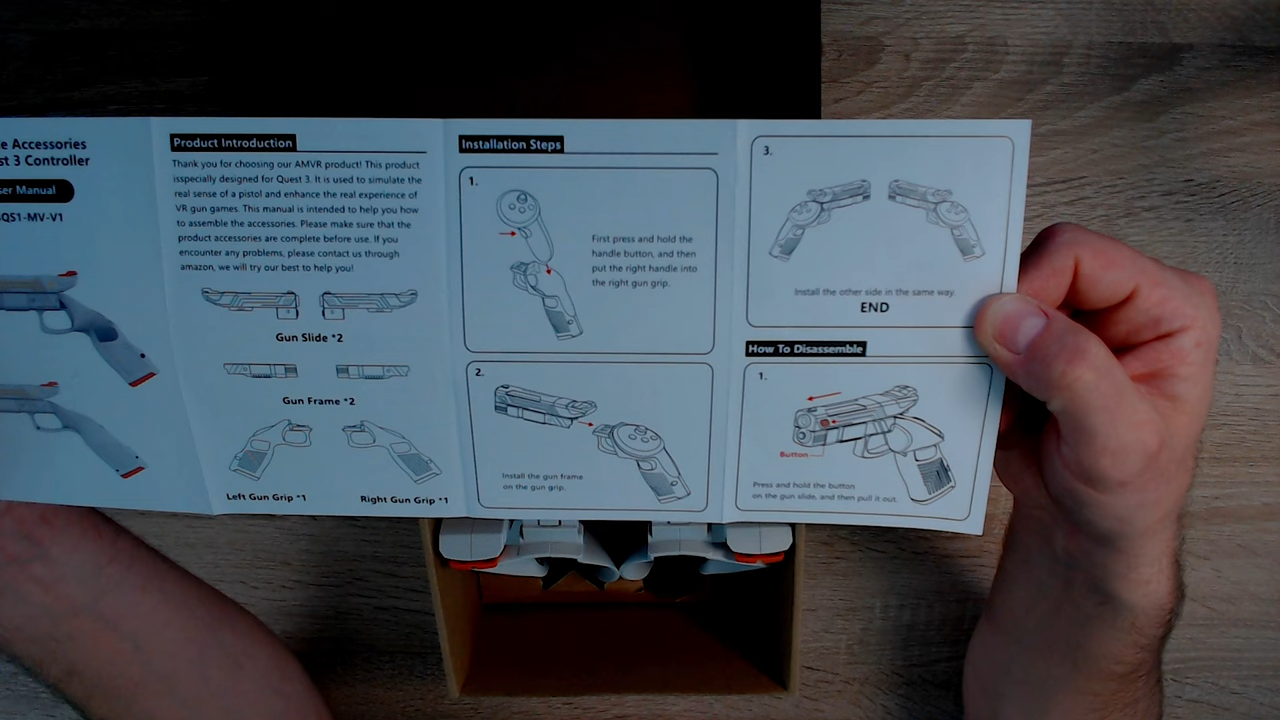 e Accessories
st 3 Controller
ser Manual
QS1-MV-V1
Product Introduction
Thank you for choosing our AMVR product! This product
isspecially designed for Quest 3. It is used to simulate the
real sense of a pistol and enhance the real experience of
VR gun games. This manual is intended to help you how
to assemble the accessories. Please make sure that the
product accessories are complete before use. If you
encounter any problems, please contact us through
amazon, we will try our best to help you!
Gun Slide *2
Gun Frame *2
Left Gun Grip *1
Right Gun Grip *1
Installation Steps
1.
First press and hold the
handle button, and then
put the right handle into
the right gun grip.
2.
Install the gun frame
on the gun grip.
3.
Install the other side in the same way.
END
How To Disassemble
1.
Button
Press and hold the button
on the gun slide, and then pull it out.